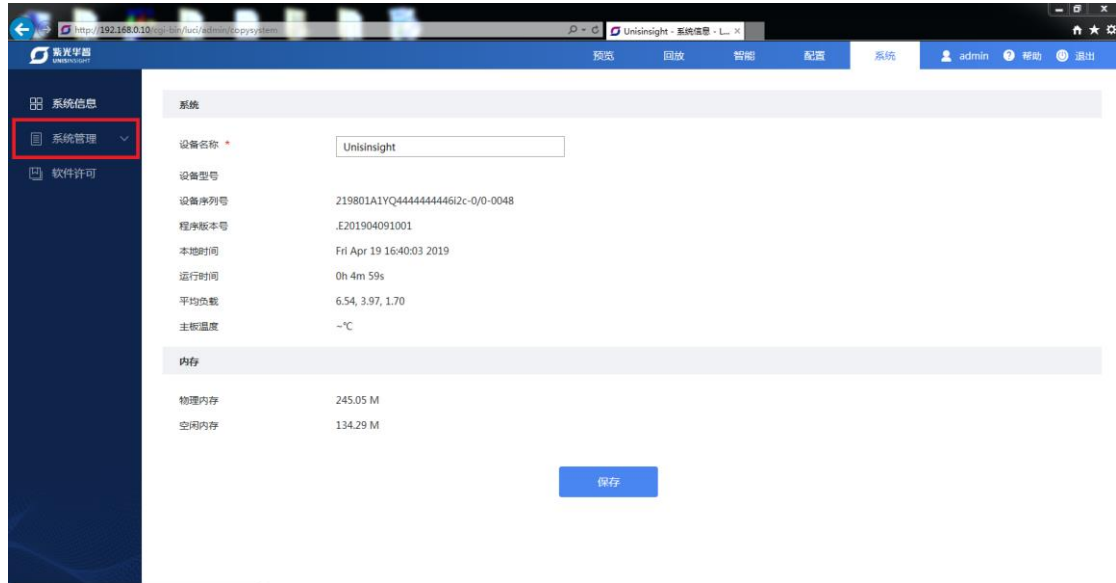 http://192.168.0.10/cgi-bin/luci/admin/copysystem
Unisinsight - 系统信息 - L...
紫光华智
UNISINSIGHT
预览 回放 智能 配置 系统 admin 帮助 退出
系统信息
系统管理
软件许可
系统
设备名称 * Unisinsight
设备型号
设备序列号 219801A1YQ4444444446i2c-0/0-0048
程序版本号 .E201904091001
本地时间 Fri Apr 19 16:40:03 2019
运行时间 0h 4m 59s
平均负载 6.54, 3.97, 1.70
主板温度 ~℃
内存
物理内存 245.05 M
空闲内存 134.29 M
保存